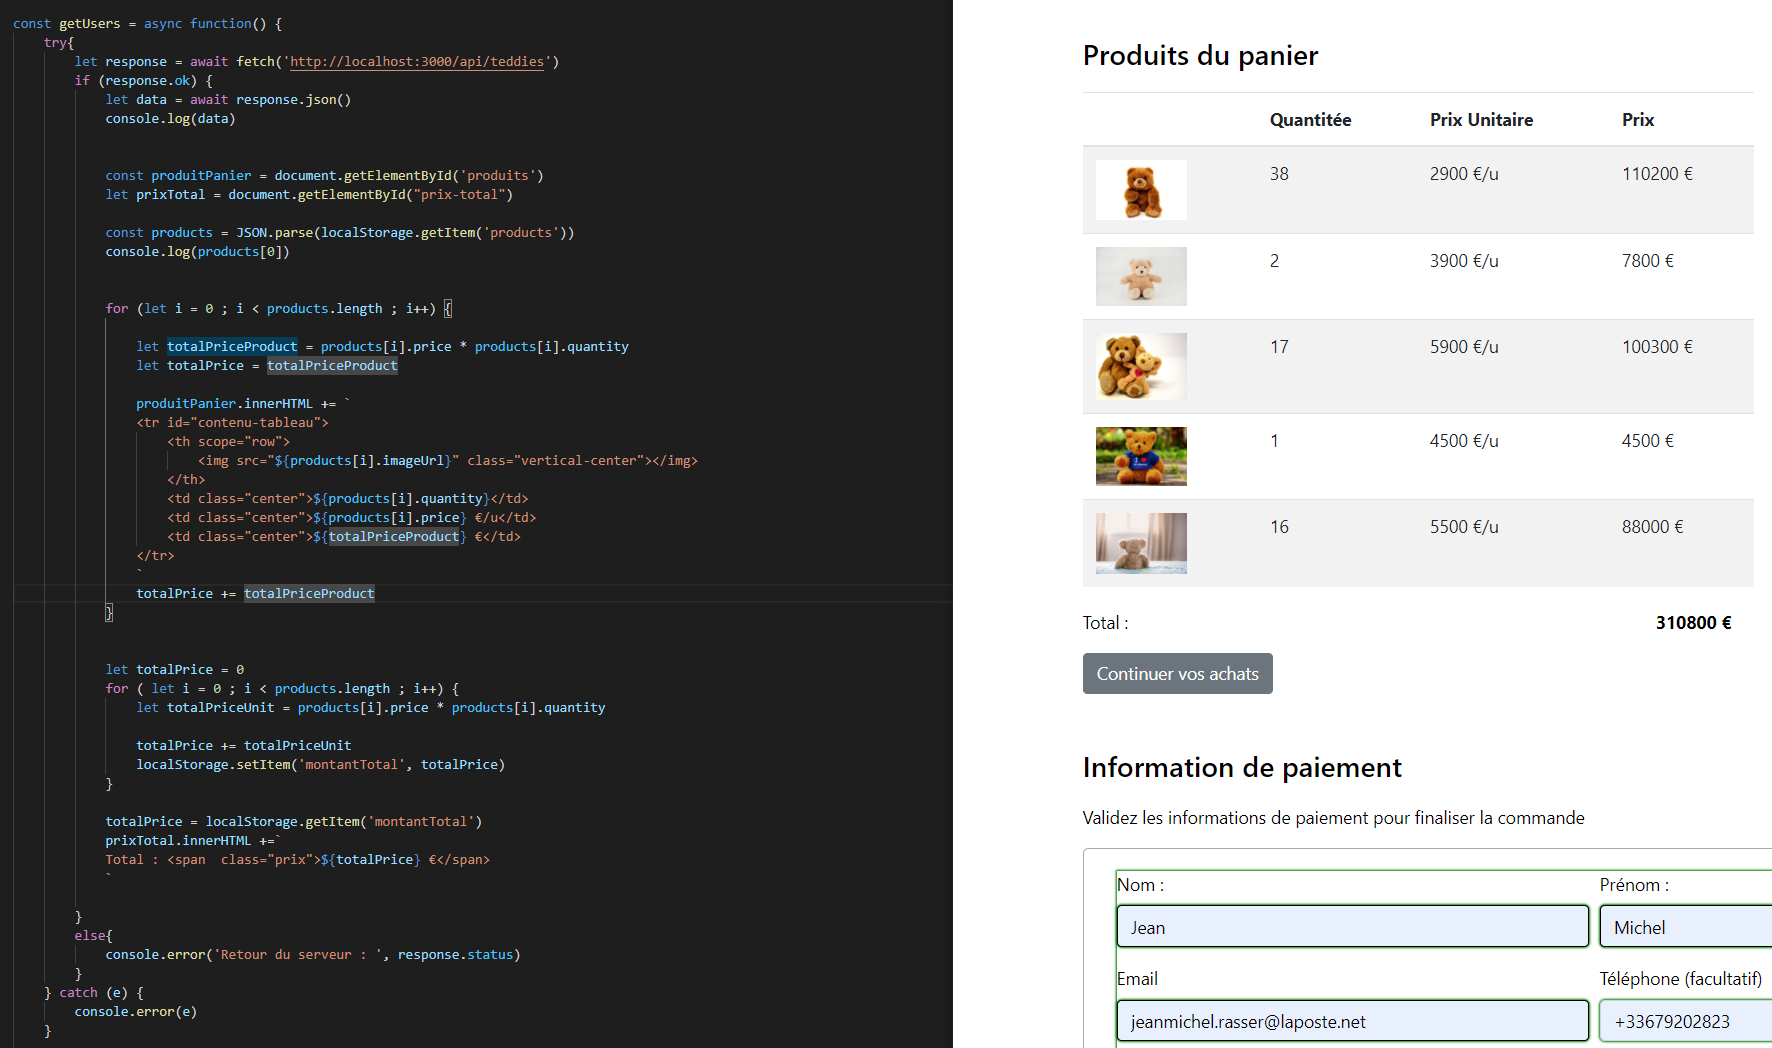 const getUsers = async function() {
try{
let response = await fetch('http://localhost:3000/api/teddies')
if (response.ok) {
let data = await response.json()
console.log(data)
const produitPanier = document.getElementById('produits')
let prixTotal = document.getElementById("prix-total")
const products = JSON.parse(localStorage.getItem('products'))
console.log(products[0])
for (let i = 0 ; i < products.length ; i++) {
let totalPriceProduct = products[i].price * products[i].quantity
let totalPrice = totalPriceProduct
produitPanier.innerHTML += `
<tr id="contenu-tableau">
<th scope="row">
<img src="${products[i].imageUrl}" class="vertical-center"></img>
</th>
<td class="center">${products[i].quantity}</td>
<td class="center">${products[i].price} €/u</td>
<td class="center">${totalPriceProduct} €</td>
</tr>
`
totalPrice += totalPriceProduct
}
let totalPrice = 0
for ( let i = 0 ; i < products.length ; i++) {
let totalPriceUnit = products[i].price * products[i].quantity
totalPrice += totalPriceUnit
localStorage.setItem('montantTotal', totalPrice)
}
totalPrice = localStorage.getItem('montantTotal')
prixTotal.innerHTML +=`
Total : <span  class="prix">${totalPrice} €</span>
`
}
else{
console.error('Retour du serveur : ', response.status)
}
} catch (e) {
console.error(e)
}
Produits du panier
Quantitée Prix Unitaire Prix
38 2900 €/u 110200 €
2 3900 €/u 7800 €
17 5900 €/u 100300 €
1 4500 €/u 4500 €
16 5500 €/u 88000 €
Total : 310800 €
Continuer vos achats
Information de paiement
Validez les informations de paiement pour finaliser la commande
Nom : Prénom :
Jean Michel
Email Téléphone (facultatif)
jeanmichel.rasser@laposte.net +33679202823